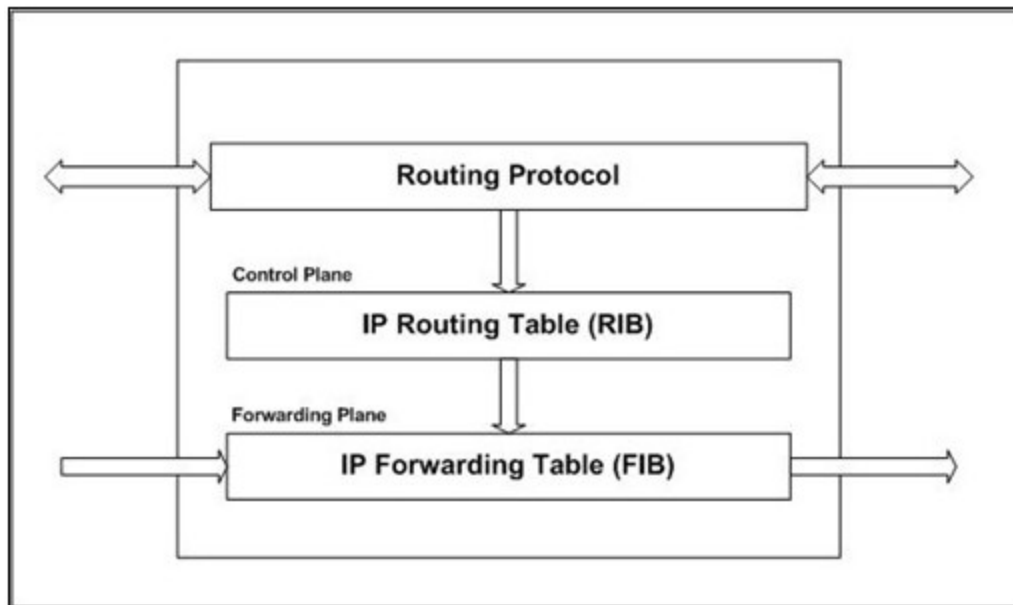 Routing Protocol
Control Plane
IP Routing Table (RIB)
Forwarding Plane
IP Forwarding Table (FIB)